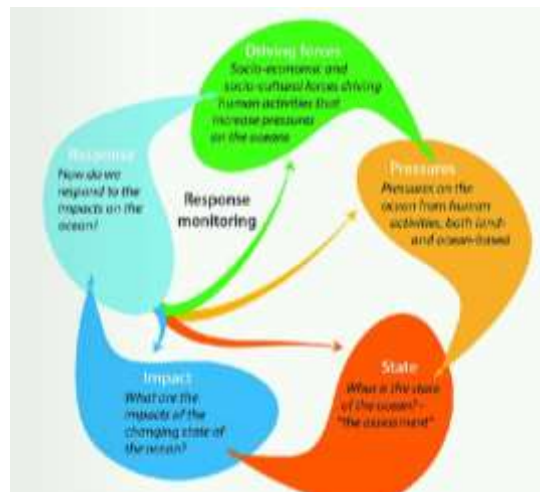 Driving forces
Socio-economic and
socio-cultural forces driving
human activities that
increase pressures
on the oceans
Response
How do we
respond to the
impacts on the
ocean?
Response
monitoring
Pressures
Pressures on the
ocean from human
activities, both land-
and ocean-based
State
What is the state
of the ocean? -
"the assessment"
Impact
What are the
impacts of the
changing state of
the ocean?